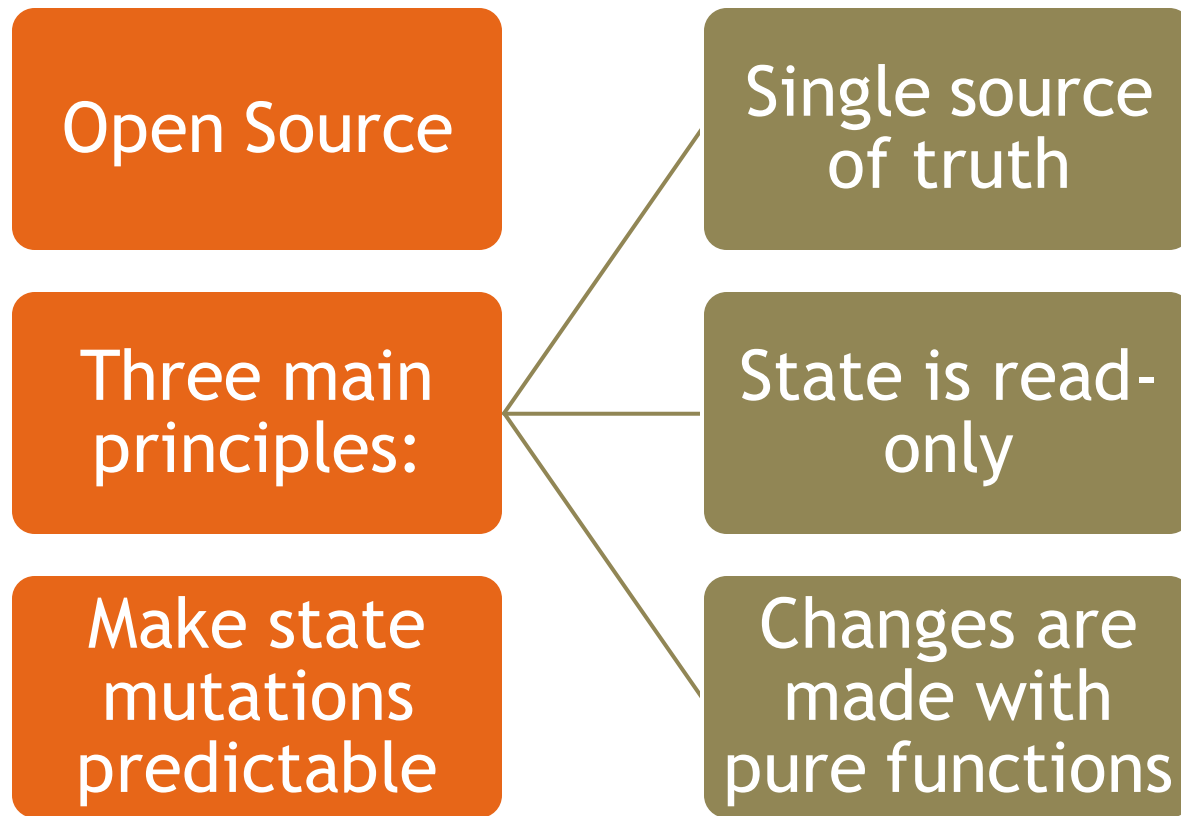 Open Source
Three main
principles:
Make state
mutations
predictable
Single source
of truth
State is read-
only
Changes are
made with
pure functions